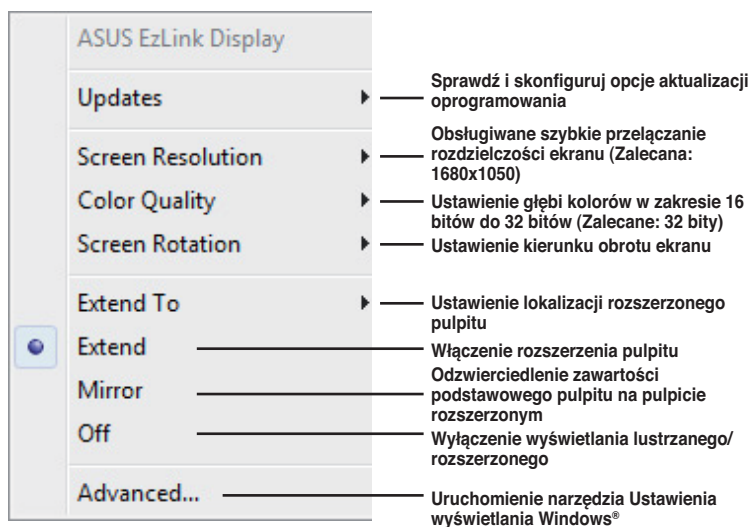 ASUS EzLink Display
Updates
Sprawdź i skonfiguruj opcje aktualizacji
oprogramowania
Screen Resolution
Obsługiwane szybkie przelączanie
rozdzielczości ekranu (Zalecana:
1680x1050)
Color Quality
Ustawienie głębi kolorów w zakresie 16
bitów do 32 bitów (Zalecane: 32 bity)
Screen Rotation
Ustawienie kierunku obrotu ekranu
Extend To
Ustawienie lokalizacji rozszerzonego
pulpitu
Extend
Włączenie rozszerzenia pulpitu
Mirror
Odzwierciedlenie zawartości
podstawowego pulpitu na pulpicie
rozszerzonym
Off
Wyłączenie wyświetlania lustrzanego/
rozszerzonego
Advanced...
Uruchomienie narzędzia Ustawienia
wyświetlania Windows®